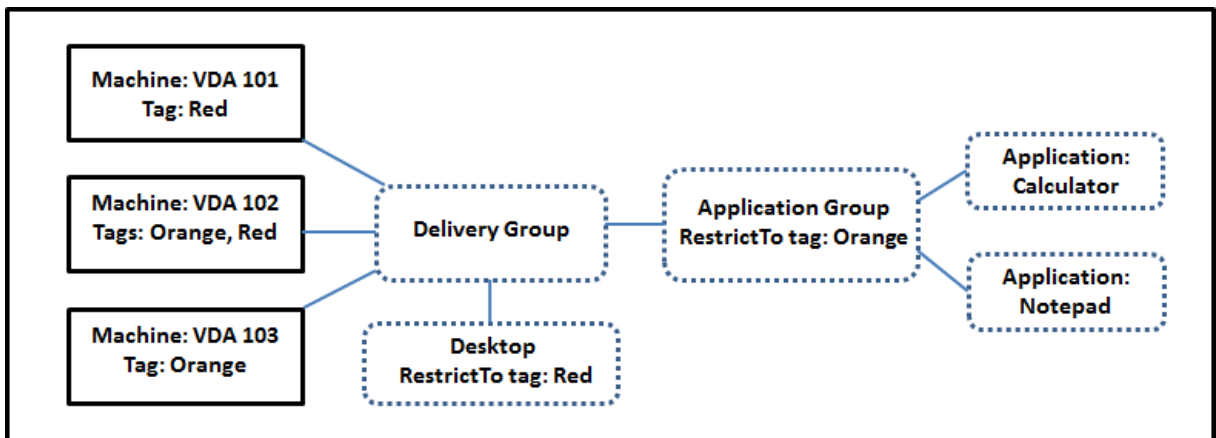 Machine: VDA 101
Tag: Red
Machine: VDA 102
Tags: Orange, Red
Machine: VDA 103
Tag: Orange
Delivery Group
Desktop
RestrictTo tag: Red
Application Group
RestrictTo tag: Orange
Application:
Calculator
Application:
Notepad